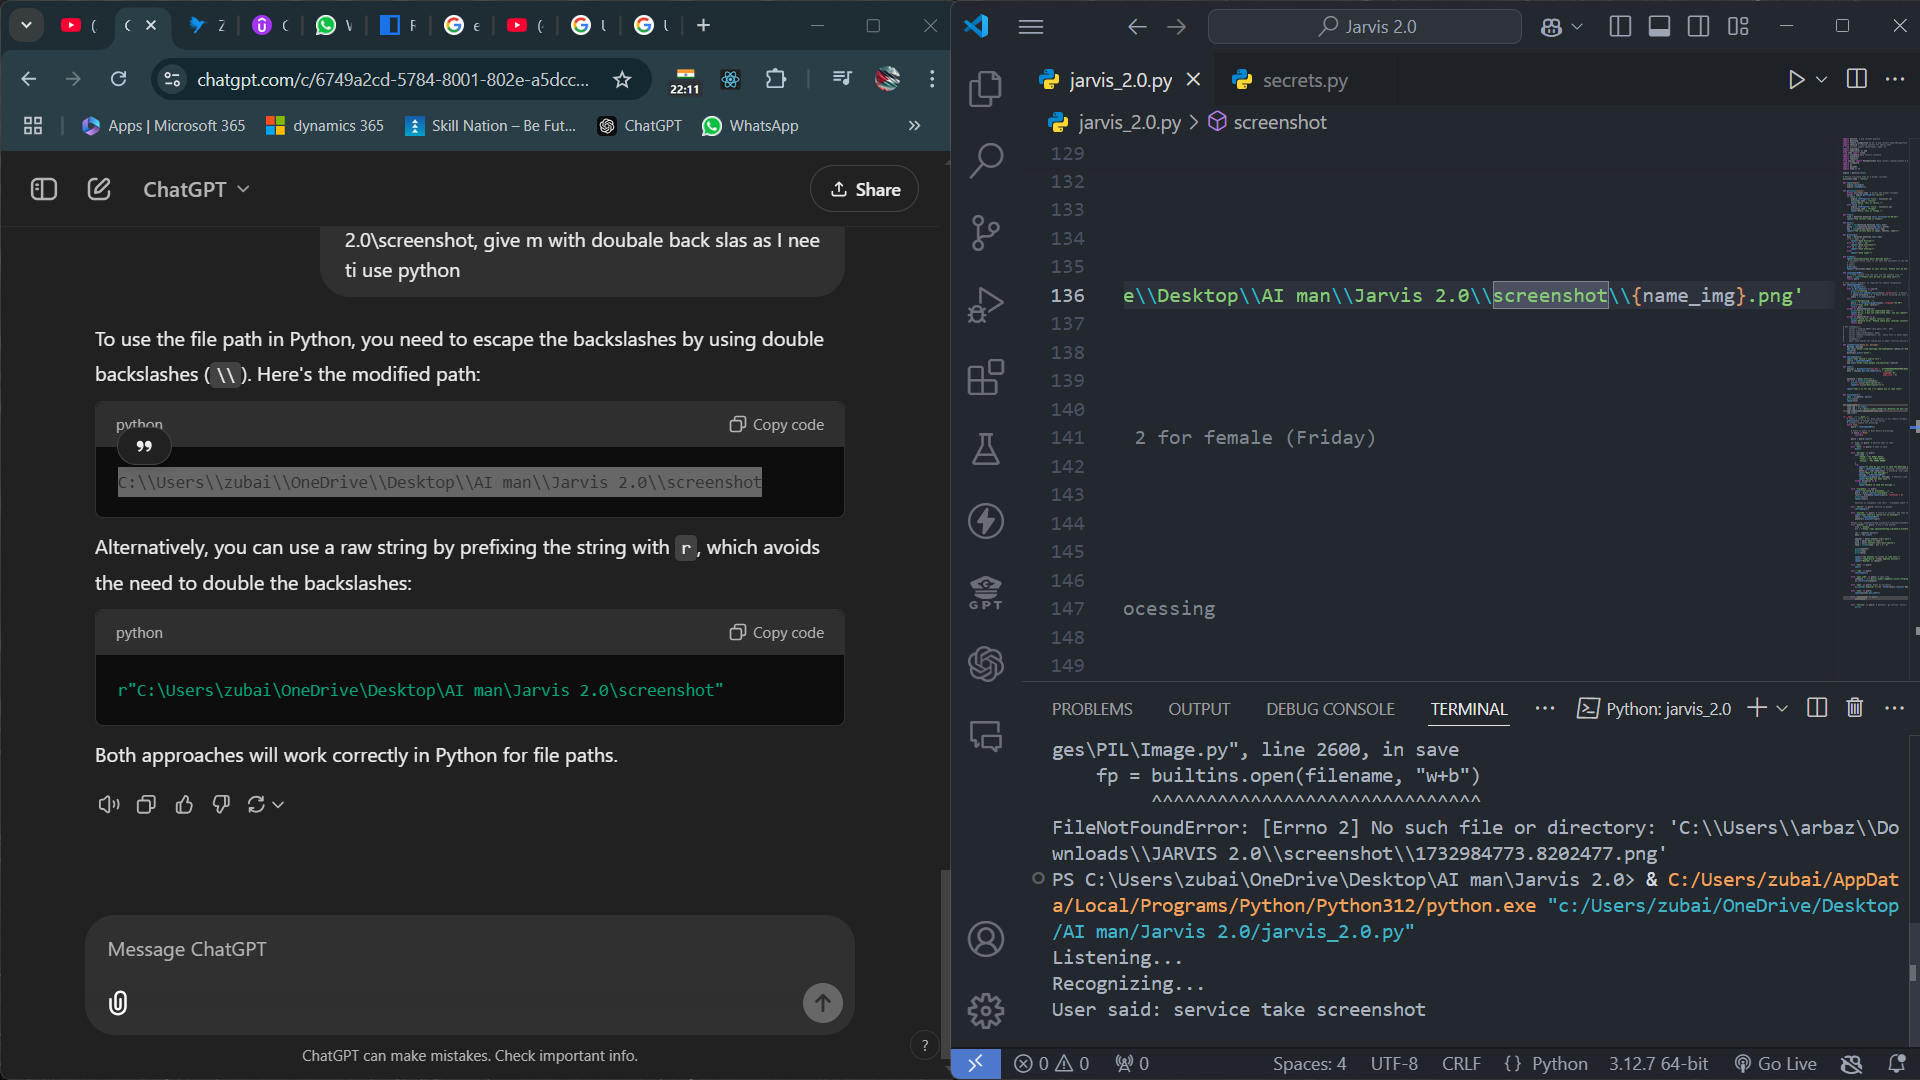 chatgpt.com/c/6749a2cd-5784-8001-802e-a5dcc...
22:11
Apps | Microsoft 365
dynamics 365
Skill Nation – Be Fut...
ChatGPT
WhatsApp
ChatGPT
Share
2.0\screenshot, give m with doubale back slas as I nee
ti use python
To use the file path in Python, you need to escape the backslashes by using double
backslashes ( \\ ). Here's the modified path:
python
Copy code
C:\\Users\\zubai\\OneDrive\\Desktop\\AI man\\Jarvis 2.0\\screenshot
Alternatively, you can use a raw string by prefixing the string with r, which avoids
the need to double the backslashes:
python
Copy code
r"C:\Users\zubai\OneDrive\Desktop\AI man\Jarvis 2.0\screenshot"
Both approaches will work correctly in Python for file paths.
Message ChatGPT
ChatGPT can make mistakes. Check important info.
?
Jarvis 2.0
jarvis_2.0.py
secrets.py
jarvis_2.0.py > screenshot
129
132
133
134
135
136 e\\Desktop\\AI man\\Jarvis 2.0\\screenshot\\{name_img}.png'
137
138
139
140
141 2 for female (Friday)
142
143
144
145
146
147 ocessing
148
149
GPT
PROBLEMS
OUTPUT
DEBUG CONSOLE
TERMINAL
Python: jarvis_2.0
ges\PIL\Image.py", line 2600, in save
fp = builtins.open(filename, "w+b")
^^^^^^^^^^^^^^^^^^^^^^^^^^^^^^
FileNotFoundError: [Errno 2] No such file or directory: 'C:\\Users\\arbaz\\Do
wnloads\\JARVIS 2.0\\screenshot\\1732984773.8202477.png'
PS C:\Users\zubai\OneDrive\Desktop\AI man\Jarvis 2.0> & C:/Users/zubai/AppDat
a/Local/Programs/Python/Python312/python.exe "c:/Users/zubai/OneDrive/Desktop
/AI man/Jarvis 2.0/jarvis_2.0.py"
Listening...
Recognizing...
User said: service take screenshot
0 0
0
Spaces: 4
UTF-8
CRLF
{} Python
3.12.7 64-bit
Go Live